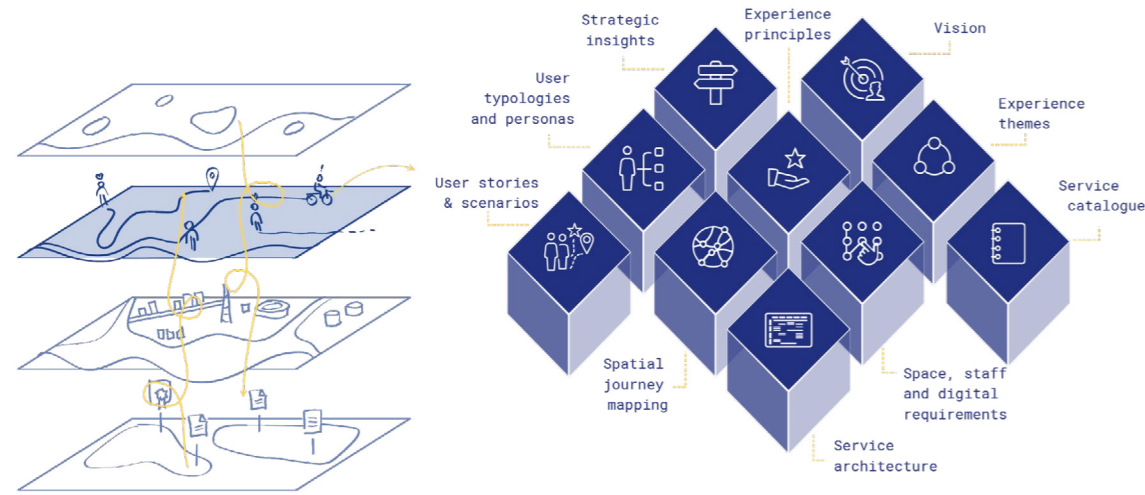 Strategic
insights
Experience
principles
Vision
User
typologies
and personas
Experience
themes
User stories
& scenarios
Service
catalogue
Spatial
journey
mapping
Space, staff
and digital
requirements
Service
architecture